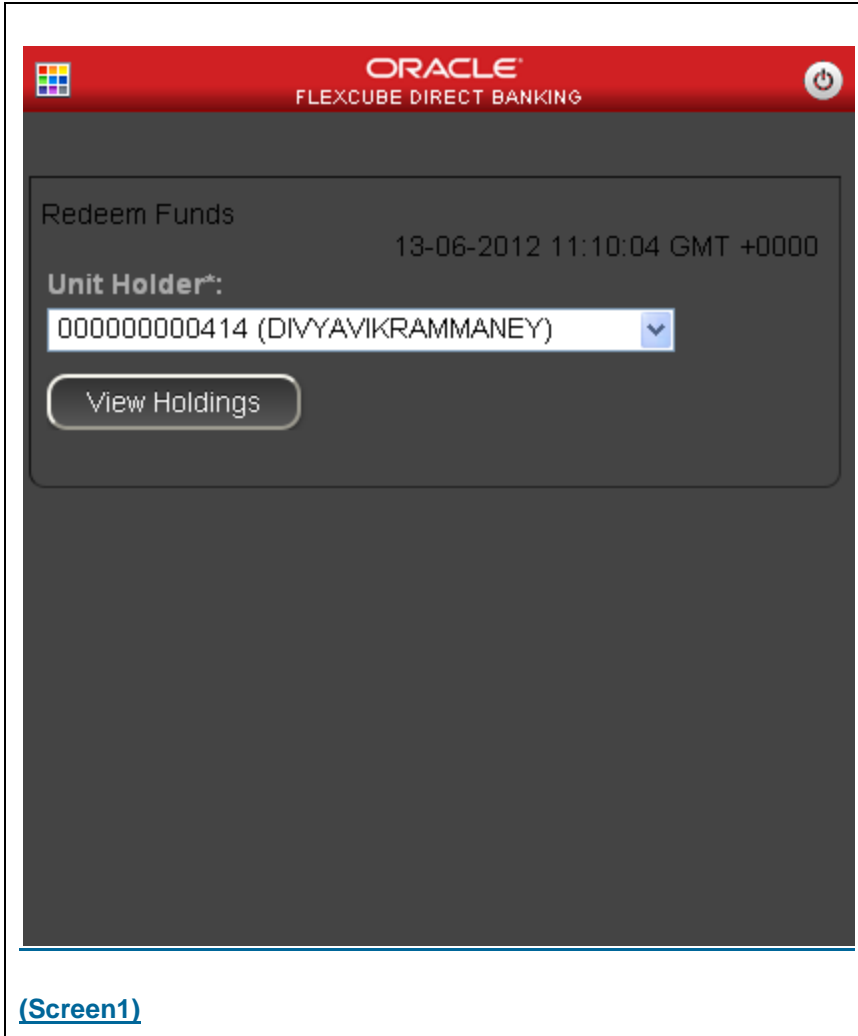 ORACLE
FLEXCUBE DIRECT BANKING
Redeem Funds
13-06-2012 11:10:04 GMT +0000
Unit Holder*:
000000000414 (DIVYAVIKRAMMANEY)
View Holdings
(Screen1)